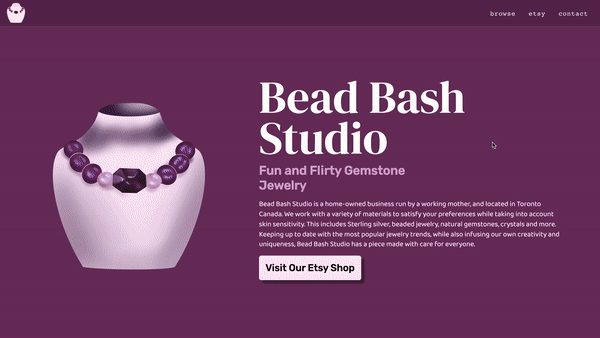 browse etsy contact
Bead Bash
Studio
Fun and Flirty Gemstone
Jewelry
Bead Bash Studio is a home-owned business run by a working mother, and located in Toronto
Canada. We work with a variety of materials to satisfy your preferences while taking into account
skin sensitivity. This includes Sterling silver, beaded jewelry, natural gemstones, crystals and more.
Keeping up to date with the most popular jewelry trends, while also infusing our own creativity and
uniqueness, Bead Bash Studio has a piece made with care for everyone.
Visit Our Etsy Shop